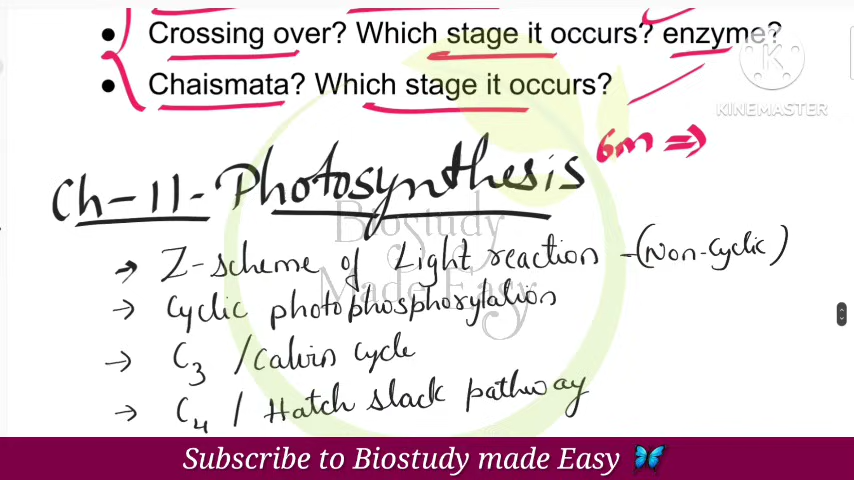 • Crossing over? Which stage it occurs? enzyme?
• Chaismata? Which stage it occurs?
KINEMASTER
Ch-11-Photosynthesis 6m ⇒
Biostudy
Made Easy
→ Z-scheme of Light reaction -(Non-Cyclic)
→ Cyclic photophosphorylation
→ C3 /Calvin cycle
→ C4 / Hatch slack pathway
Subscribe to Biostudy made Easy 🦋